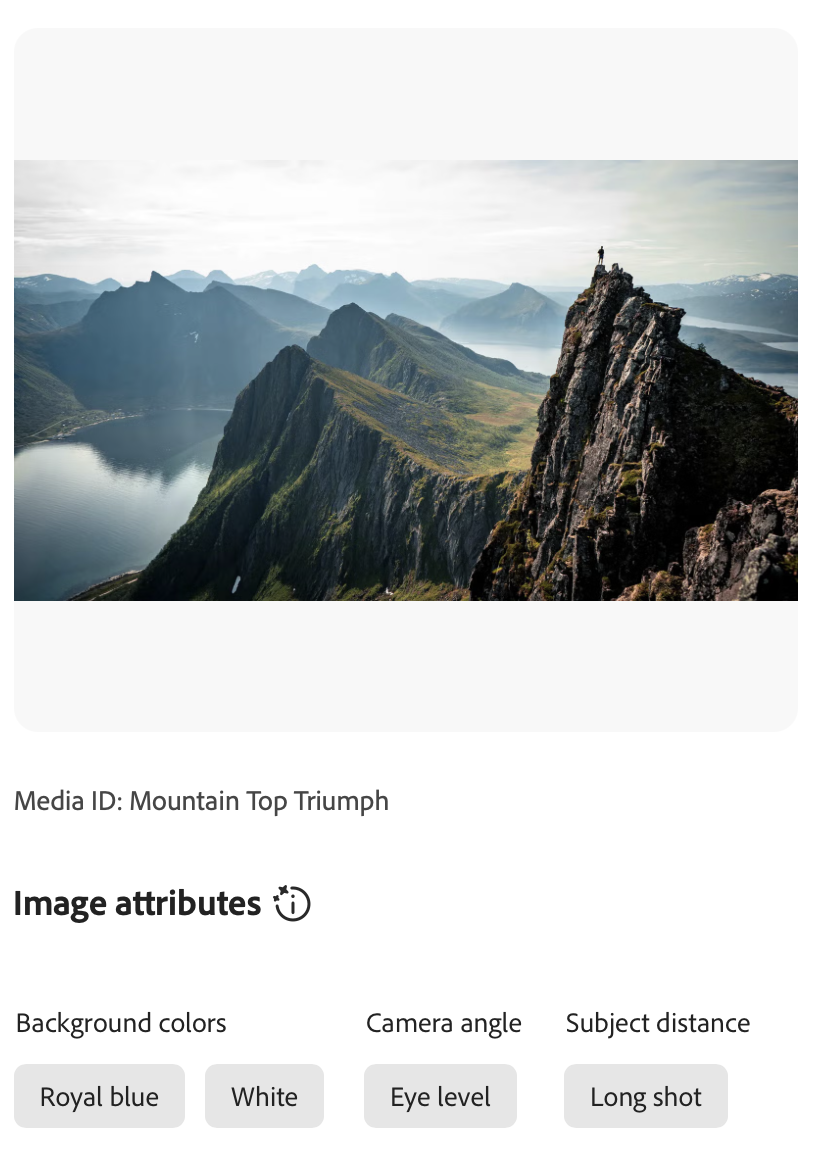 Media ID: Mountain Top Triumph
Image attributes
Background colors
Camera angle
Subject distance
Royal blue
White
Eye level
Long shot